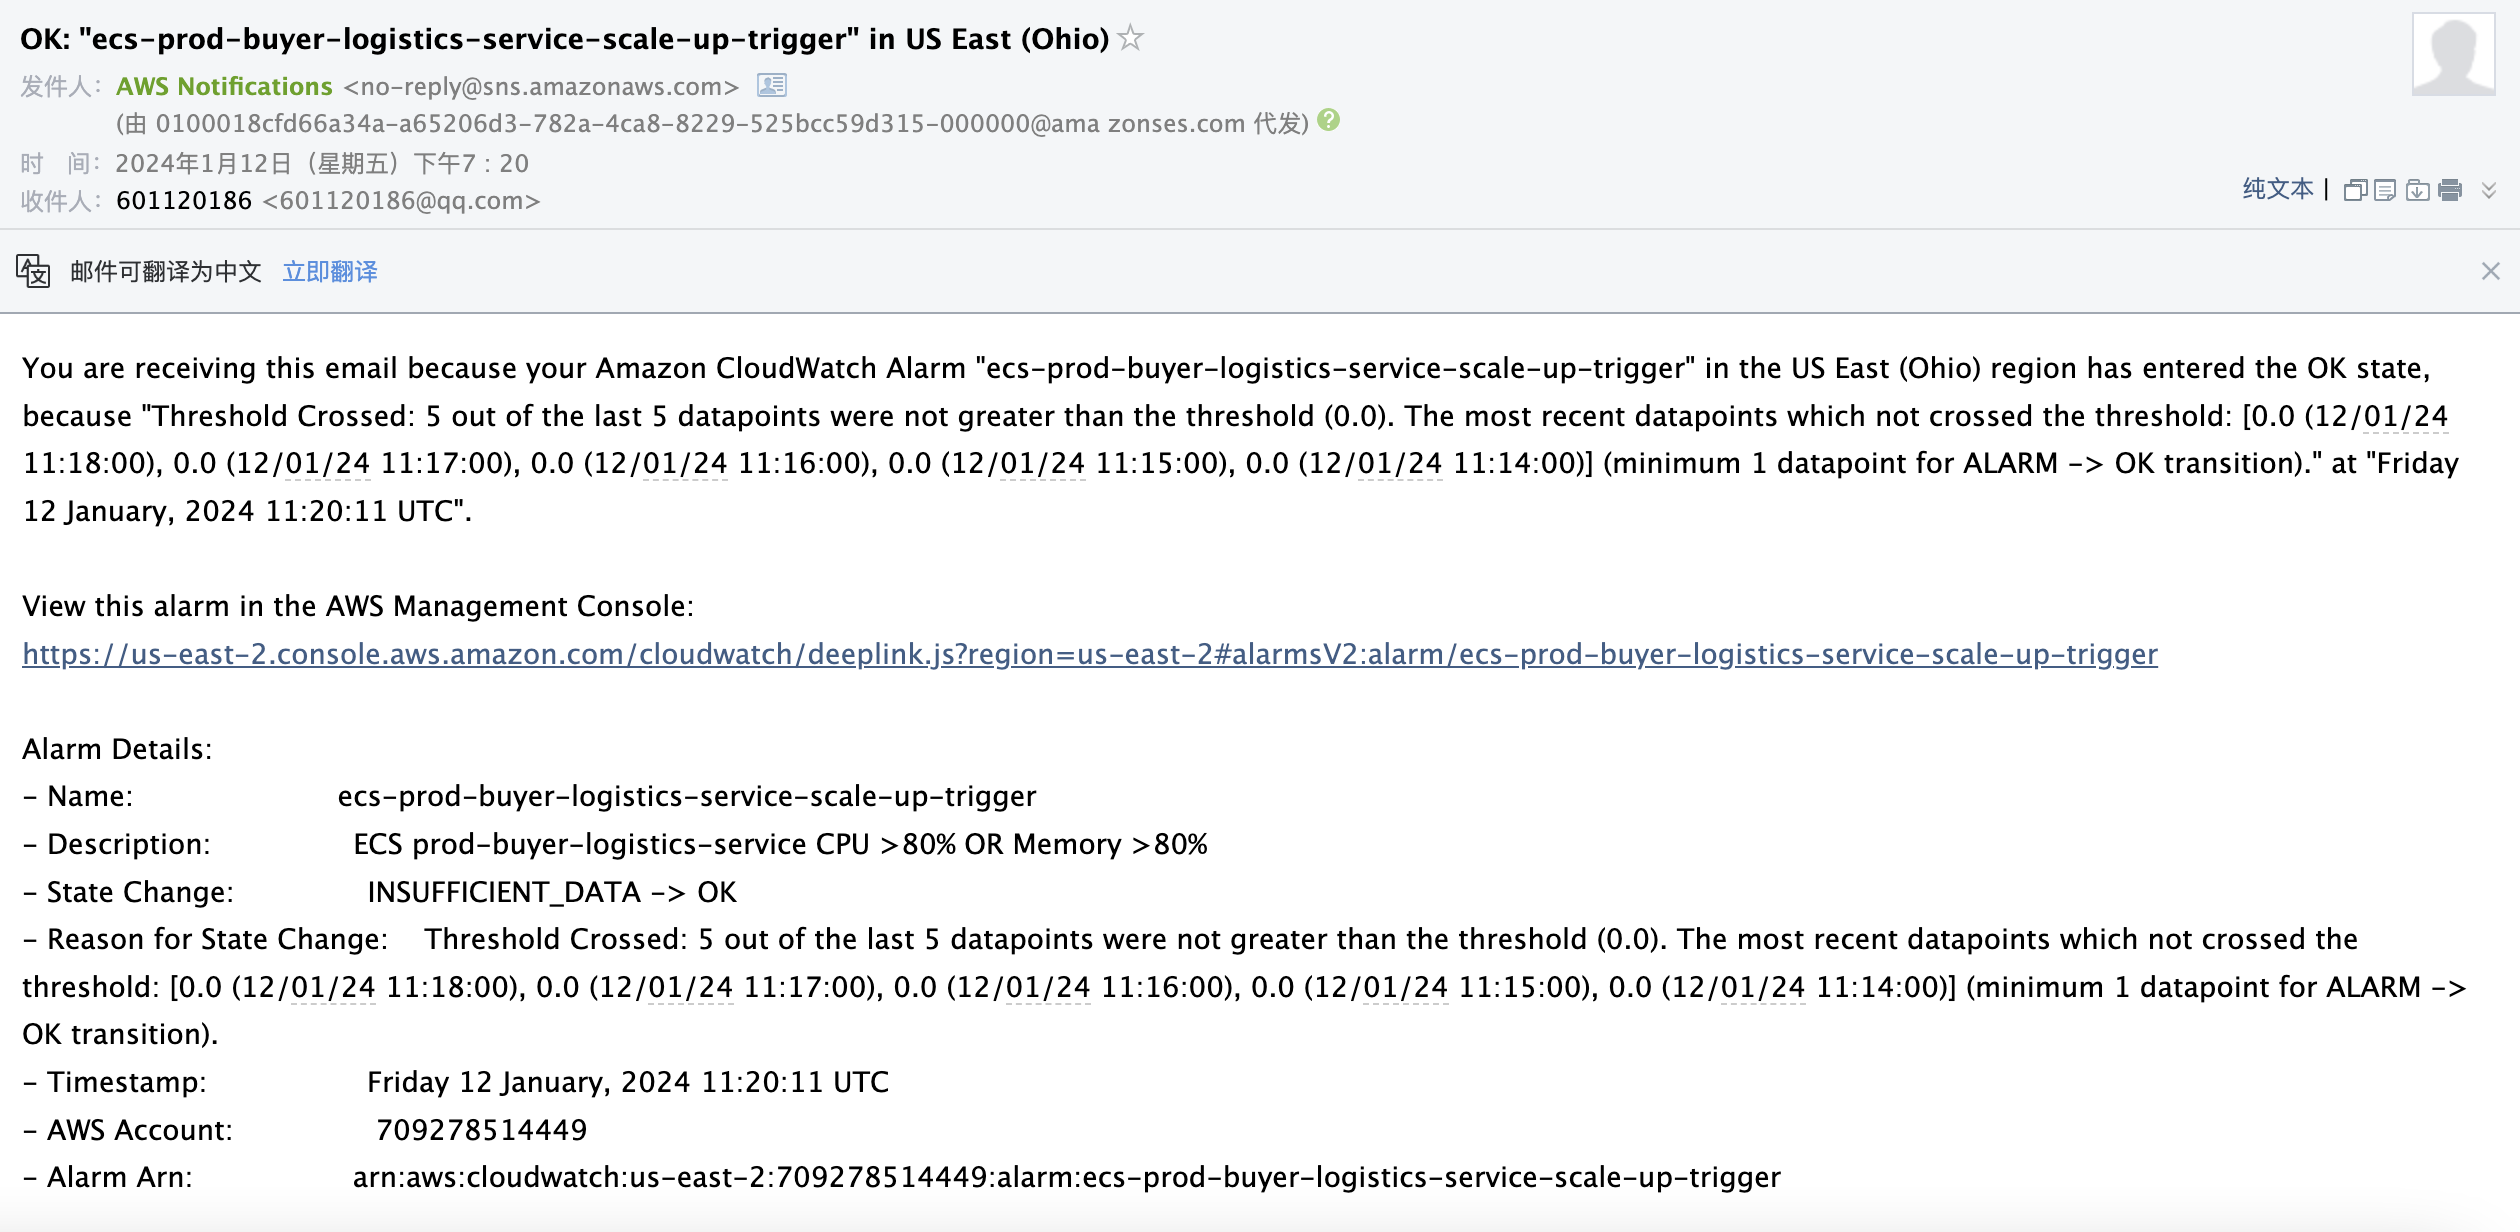 OK: "ecs-prod-buyer-logistics-service-scale-up-trigger" in US East (Ohio)
发件人： AWS Notifications <no-reply@sns.amazonaws.com>
(由 0100018cfd66a34a-a65206d3-782a-4ca8-8229-525bcc59d315-000000@ama zonses.com 代发) ?
时 间： 2024年1月12日（星期五）下午7 : 20
收件人： 601120186 <601120186@qq.com>
纯文本 |
邮件可翻译为中文 立即翻译
You are receiving this email because your Amazon CloudWatch Alarm "ecs-prod-buyer-logistics-service-scale-up-trigger" in the US East (Ohio) region has entered the OK state,
because "Threshold Crossed: 5 out of the last 5 datapoints were not greater than the threshold (0.0). The most recent datapoints which not crossed the threshold: [0.0 (12/01/24
11:18:00), 0.0 (12/01/24 11:17:00), 0.0 (12/01/24 11:16:00), 0.0 (12/01/24 11:15:00), 0.0 (12/01/24 11:14:00)] (minimum 1 datapoint for ALARM -> OK transition)." at "Friday
12 January, 2024 11:20:11 UTC".
View this alarm in the AWS Management Console:
https://us-east-2.console.aws.amazon.com/cloudwatch/deeplink.js?region=us-east-2#alarmsV2:alarm/ecs-prod-buyer-logistics-service-scale-up-trigger
Alarm Details:
- Name: ecs-prod-buyer-logistics-service-scale-up-trigger
- Description: ECS prod-buyer-logistics-service CPU >80% OR Memory >80%
- State Change: INSUFFICIENT_DATA -> OK
- Reason for State Change: Threshold Crossed: 5 out of the last 5 datapoints were not greater than the threshold (0.0). The most recent datapoints which not crossed the
threshold: [0.0 (12/01/24 11:18:00), 0.0 (12/01/24 11:17:00), 0.0 (12/01/24 11:16:00), 0.0 (12/01/24 11:15:00), 0.0 (12/01/24 11:14:00)] (minimum 1 datapoint for ALARM ->
OK transition).
- Timestamp: Friday 12 January, 2024 11:20:11 UTC
- AWS Account: 709278514449
- Alarm Arn: arn:aws:cloudwatch:us-east-2:709278514449:alarm:ecs-prod-buyer-logistics-service-scale-up-trigger